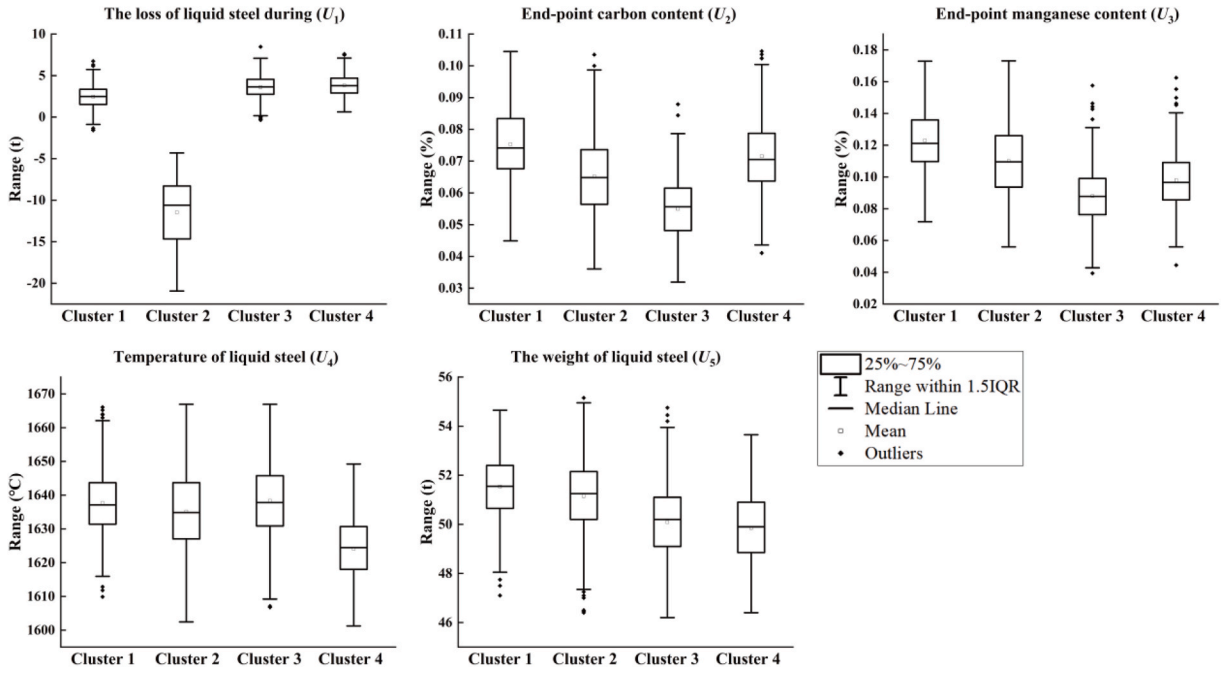 The loss of liquid steel during (U1)
10
5
0
-5
-10
-15
-20
Range (t)
Cluster 1 Cluster 2 Cluster 3 Cluster 4
End-point carbon content (U2)
0.11
0.10
0.09
0.08
0.07
0.06
0.05
0.04
0.03
Range (%)
Cluster 1 Cluster 2 Cluster 3 Cluster 4
End-point manganese content (U3)
0.18
0.16
0.14
0.12
0.10
0.08
0.06
0.04
0.02
Range (%)
Cluster 1 Cluster 2 Cluster 3 Cluster 4
Temperature of liquid steel (U4)
1670
1660
1650
1640
1630
1620
1610
1600
Range (°C)
Cluster 1 Cluster 2 Cluster 3 Cluster 4
The weight of liquid steel (U5)
56
54
52
50
48
46
Range (t)
Cluster 1 Cluster 2 Cluster 3 Cluster 4
25%~75%
Range within 1.5IQR
Median Line
Mean
Outliers